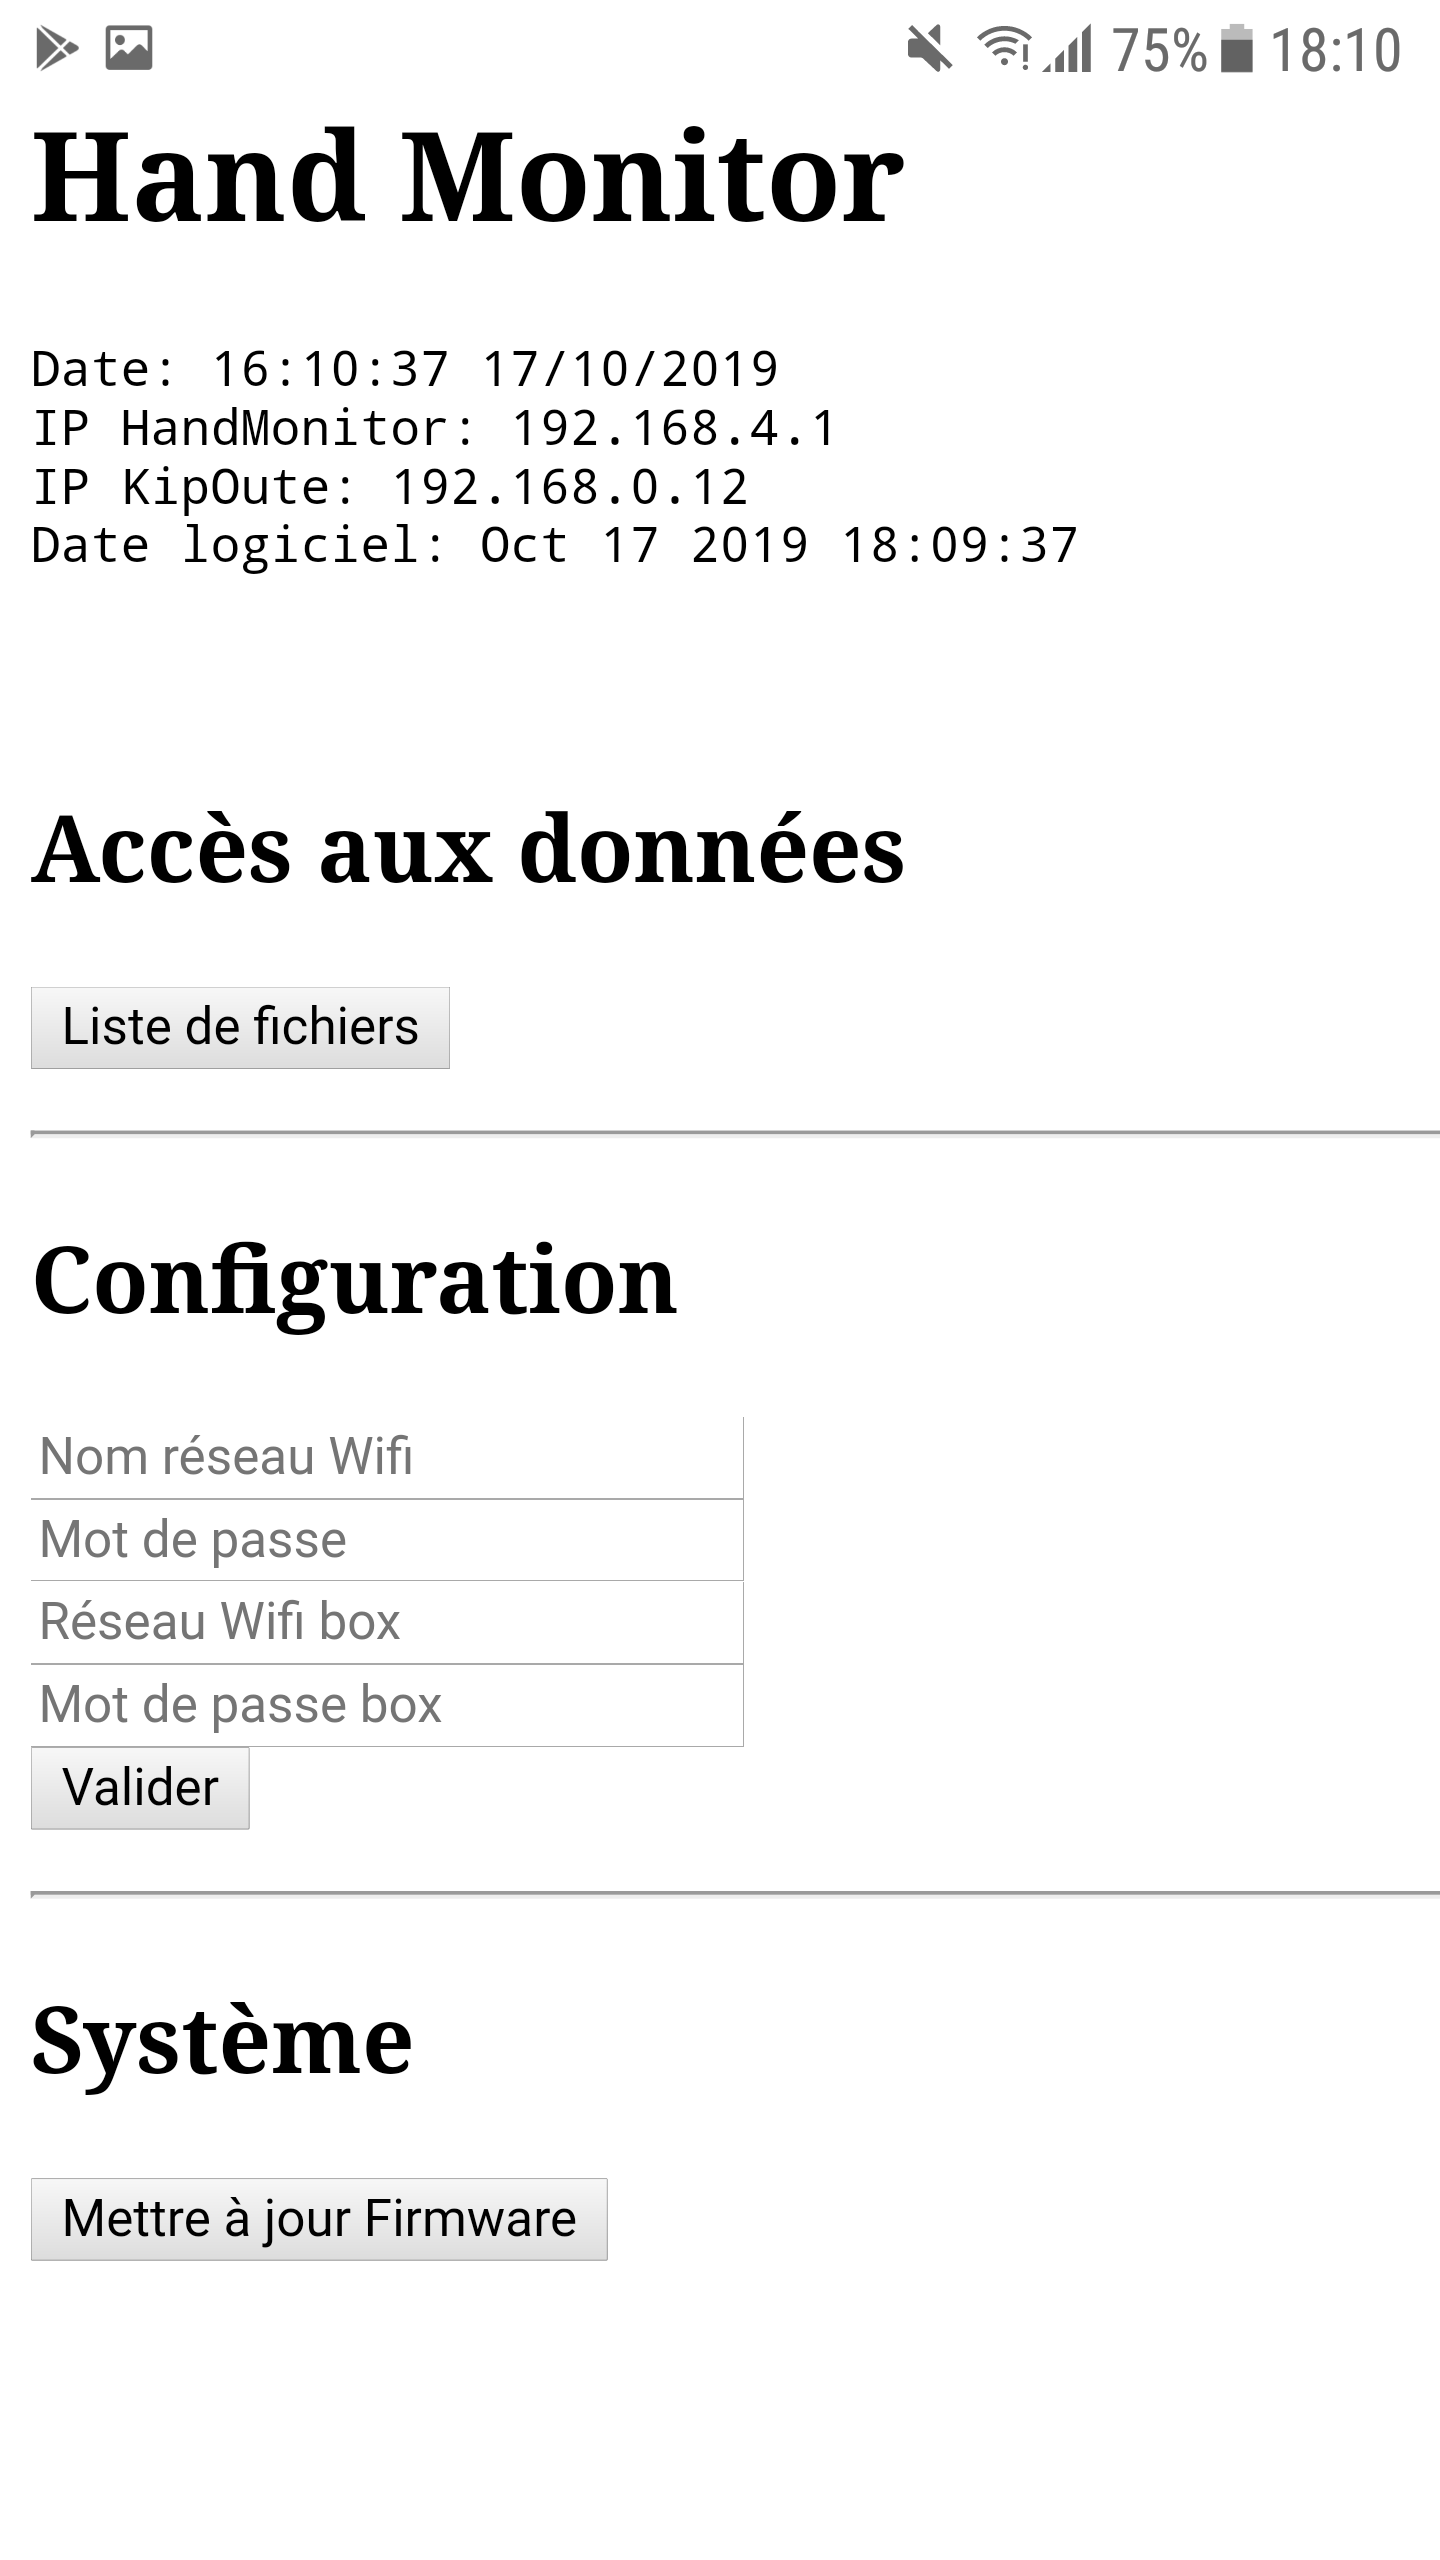 75% 18:10
Hand Monitor
Date: 16:10:37 17/10/2019
IP HandMonitor: 192.168.4.1
IP KipOute: 192.168.0.12
Date logiciel: Oct 17 2019 18:09:37
Accès aux données
Liste de fichiers
Configuration
Nom réseau Wifi
Mot de passe
Réseau Wifi box
Mot de passe box
Valider
Système
Mettre à jour Firmware